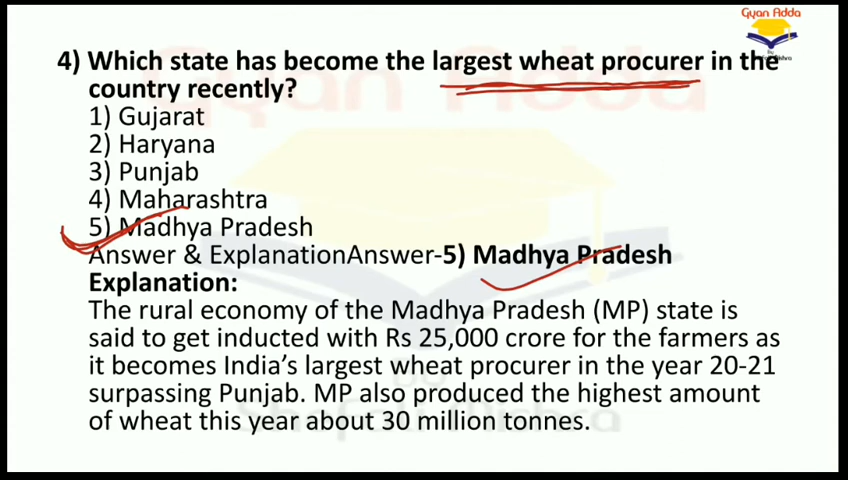 Gyan Adda
By
4) Which state has become the largest wheat procurer in the
country recently?
1) Gujarat
2) Haryana
3) Punjab
4) Maharashtra
5) Madhya Pradesh
Answer & ExplanationAnswer-5) Madhya Pradesh
Explanation:
The rural economy of the Madhya Pradesh (MP) state is
said to get inducted with Rs 25,000 crore for the farmers as
it becomes India's largest wheat procurer in the year 20-21
surpassing Punjab. MP also produced the highest amount
of wheat this year about 30 million tonnes.
Gyan Adda
By